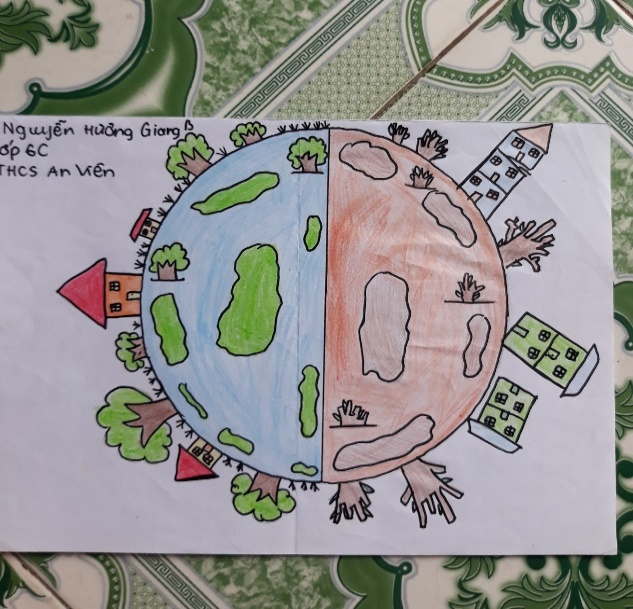 Nguyễn Hương Giang B
ớp 6C
THCS An Viên